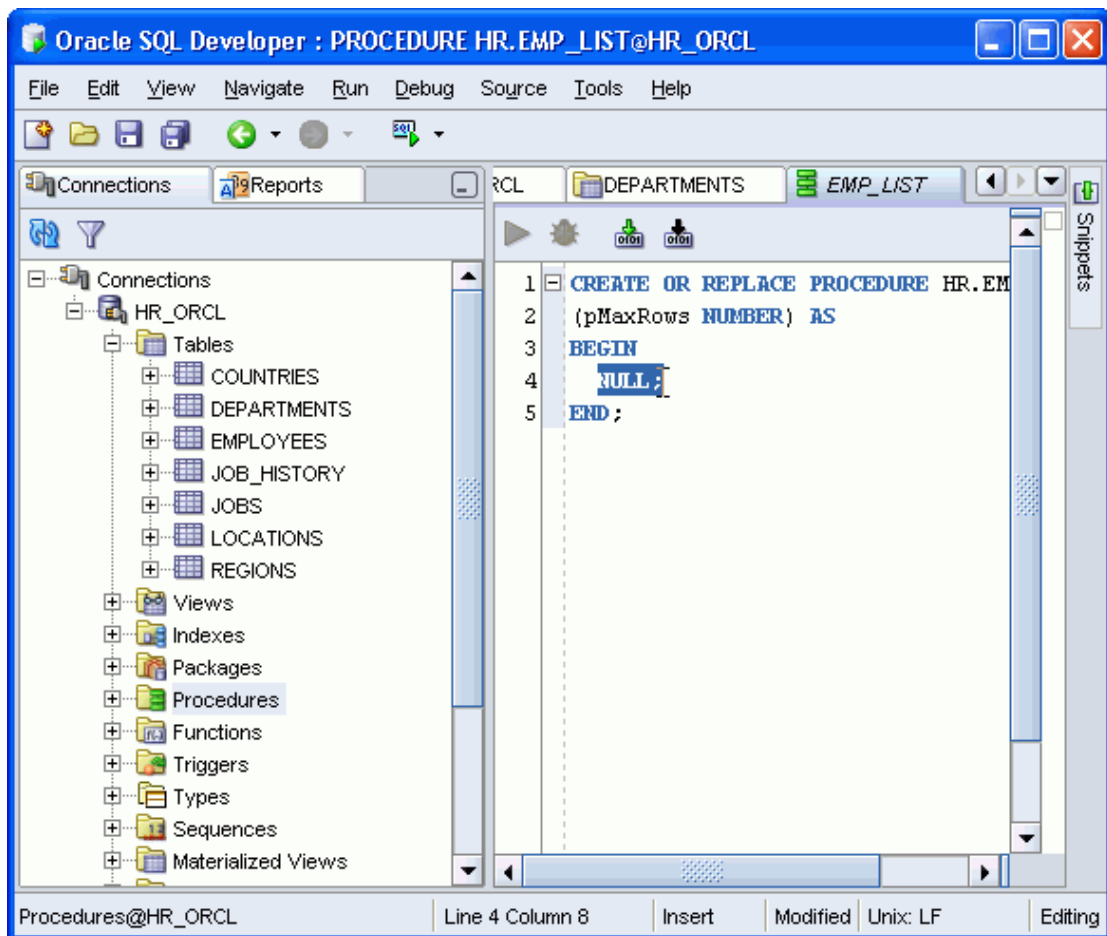 Oracle SQL Developer : PROCEDURE HR.EMP_LIST@HR_ORCL
File Edit View Navigate Run Debug Source Tools Help
Connections Reports RCL DEPARTMENTS EMP_LIST
Snippets
Connections
HR_ORCL
Tables
COUNTRIES
DEPARTMENTS
EMPLOYEES
JOB_HISTORY
JOBS
LOCATIONS
REGIONS
Views
Indexes
Packages
Procedures
Functions
Triggers
Types
Sequences
Materialized Views
1 CREATE OR REPLACE PROCEDURE HR.EM
2 (pMaxRows NUMBER) AS
3 BEGIN
4 NULL;
5 END;
Procedures@HR_ORCL Line 4 Column 8 Insert Modified Unix: LF Editing